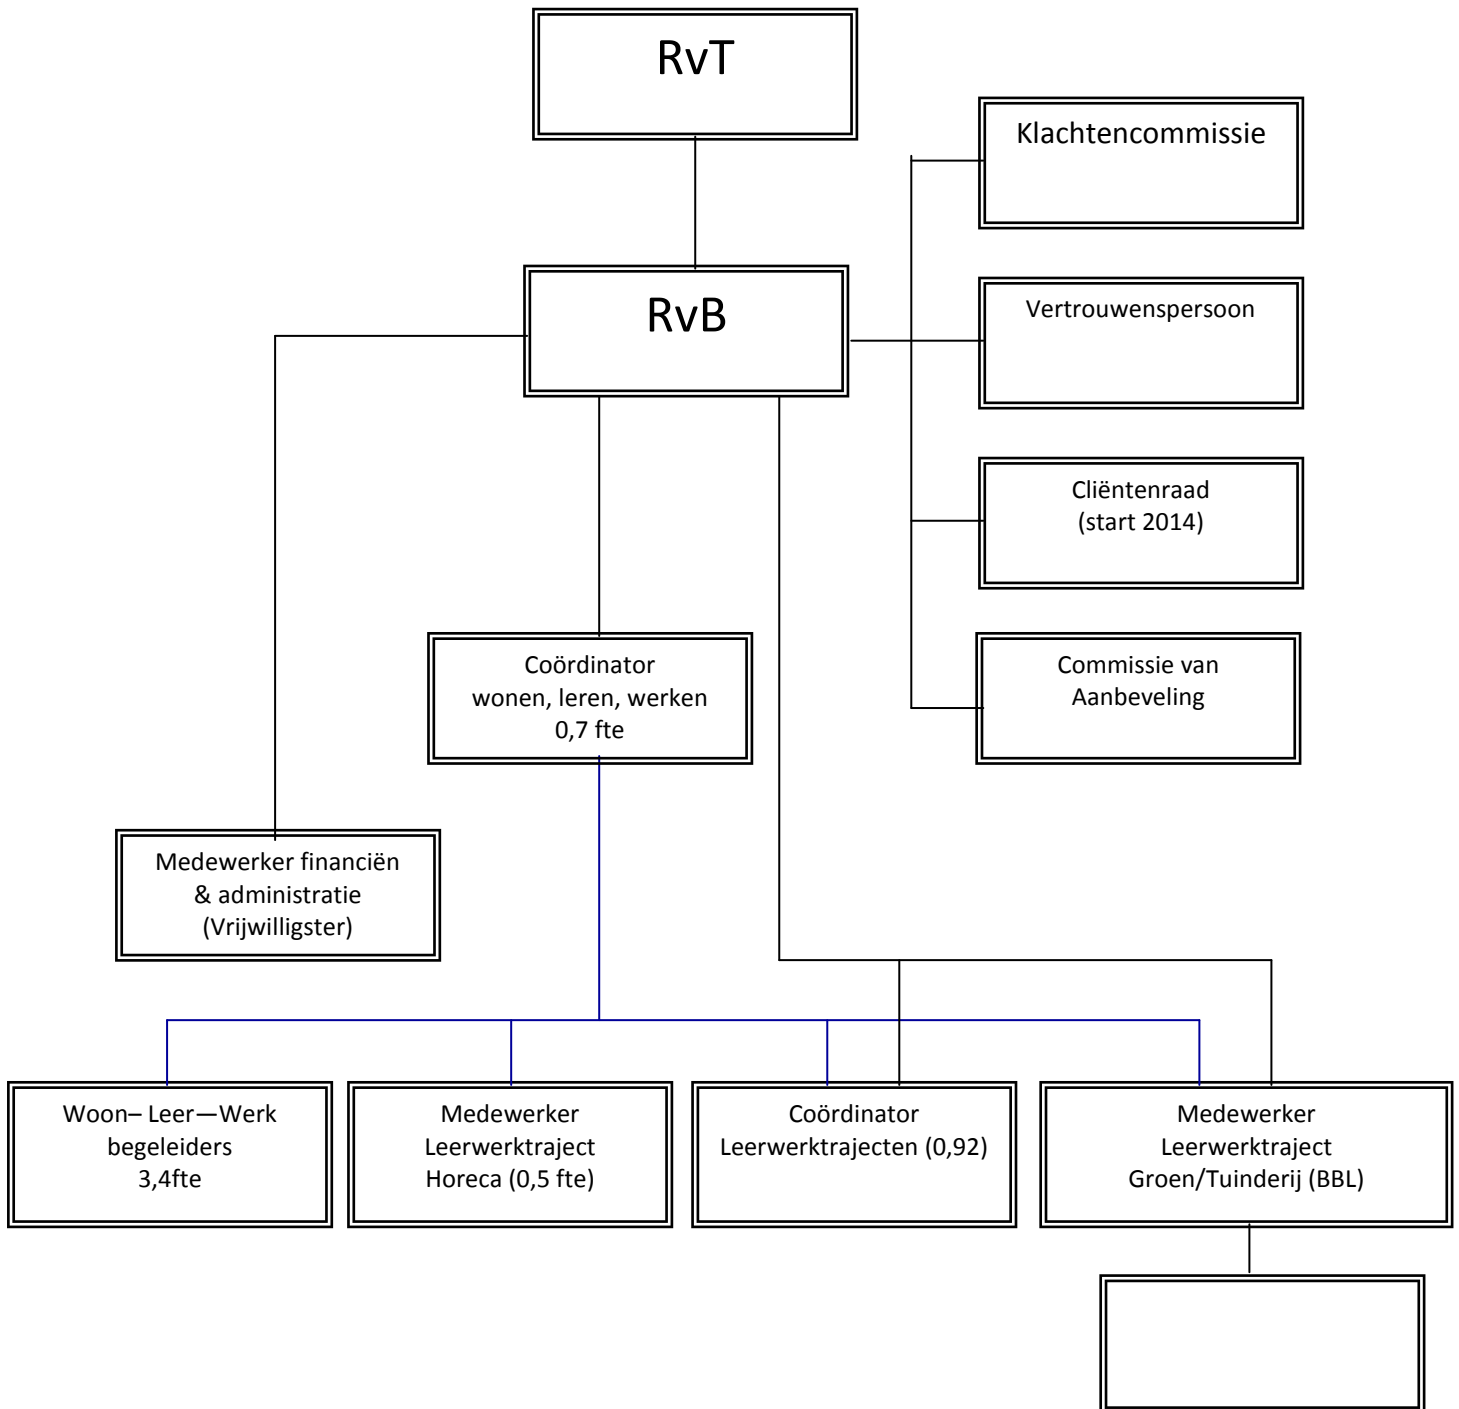 RvT
Klachtencommissie
RvB
Vertrouwenspersoon
Cliëntenraad
(start 2014)
Coördinator
wonen, leren, werken
0,7 fte
Commissie van
Aanbeveling
Medewerker financiën
& administratie
(Vrijwilligster)
Woon– Leer—Werk
begeleiders
3,4fte
Medewerker
Leerwerktraject
Horeca (0,5 fte)
Coördinator
Leerwerktrajecten (0,92)
Medewerker
Leerwerktraject
Groen/Tuinderij (BBL)